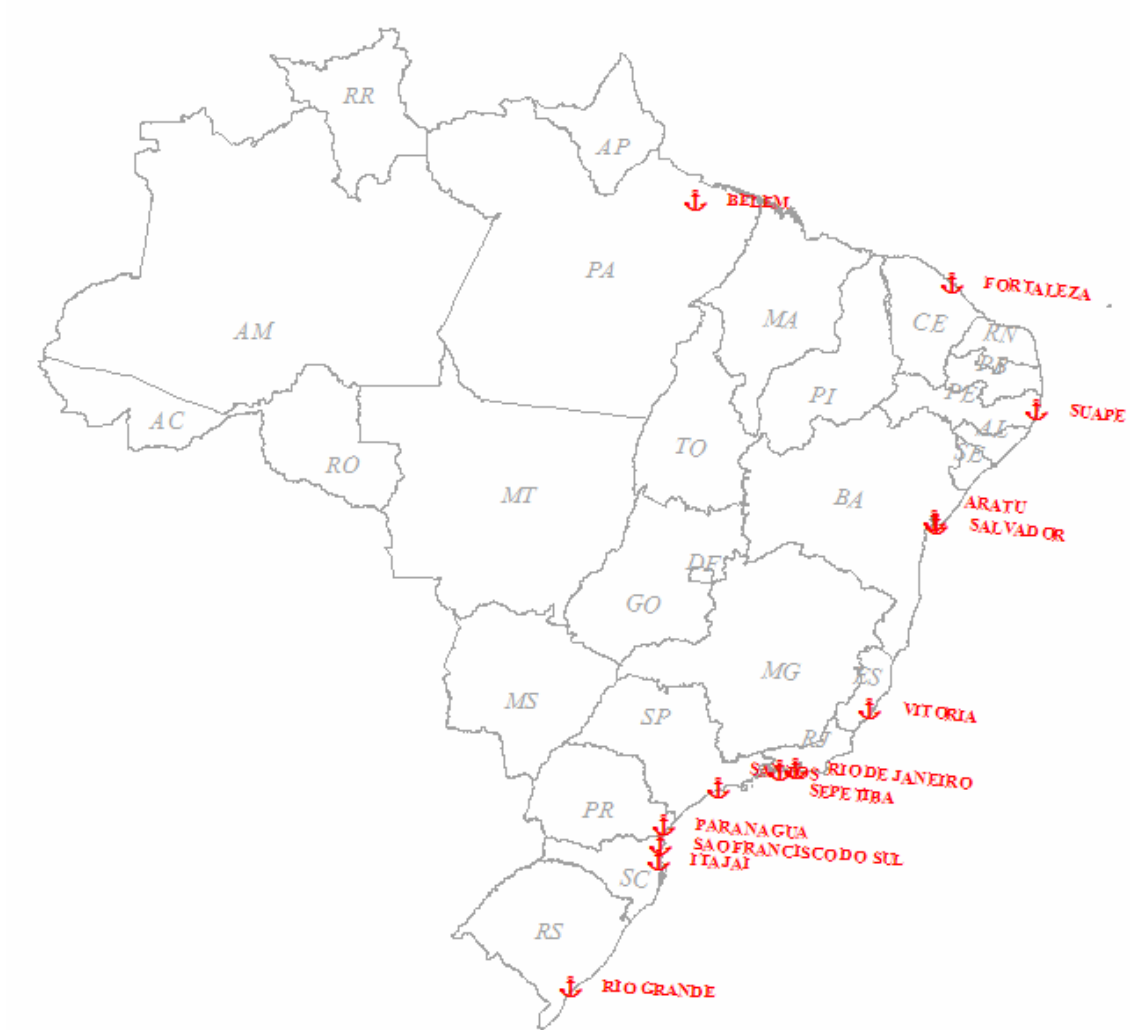 RR
AP
BELEM
PA
FORTALEZA
AM
MA
CE
RN
PB
PI
PE
SUAPE
AC
AL
TO
SE
RO
MT
BA
ARATU
SALVADOR
DF
GO
MG
ES
MS
SP
VITORIA
RJ
SANTOS
RIO DE JANEIRO
SEPETIBA
PR
PARANAGUA
SAO FRANCISCO DO SUL
ITAJAI
SC
RS
RIO GRANDE